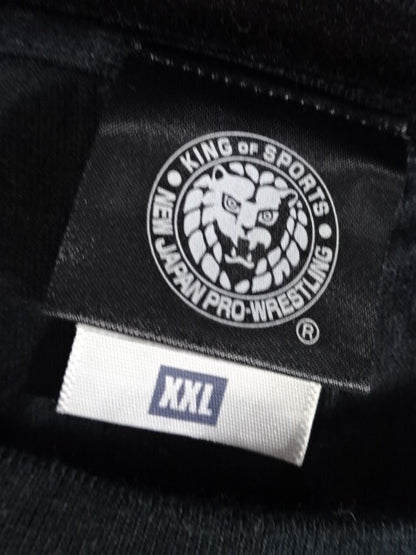 • KING OF SPORTS •
NEW JAPAN PRO-WRESTLING
®
XXL